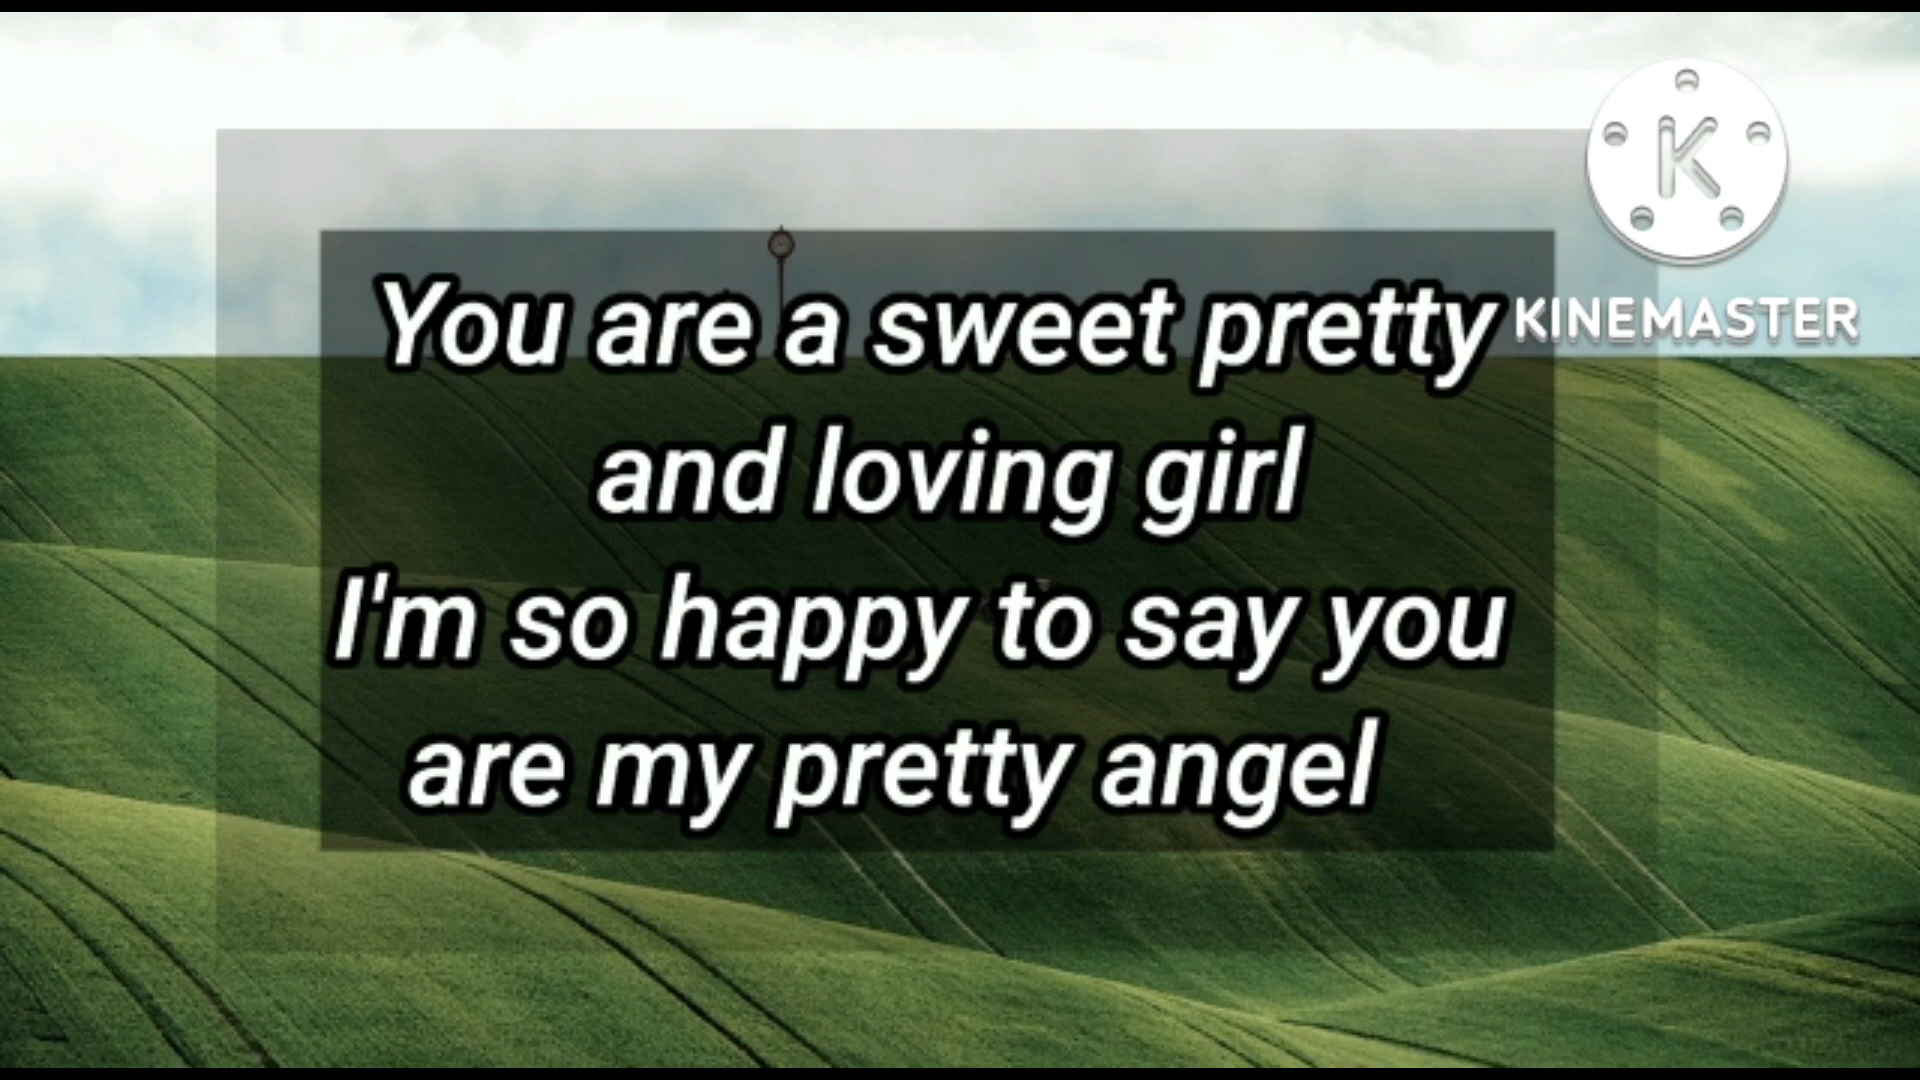 You are a sweet pretty
and loving girl
I'm so happy to say you
are my pretty angel
K
KINEMASTER